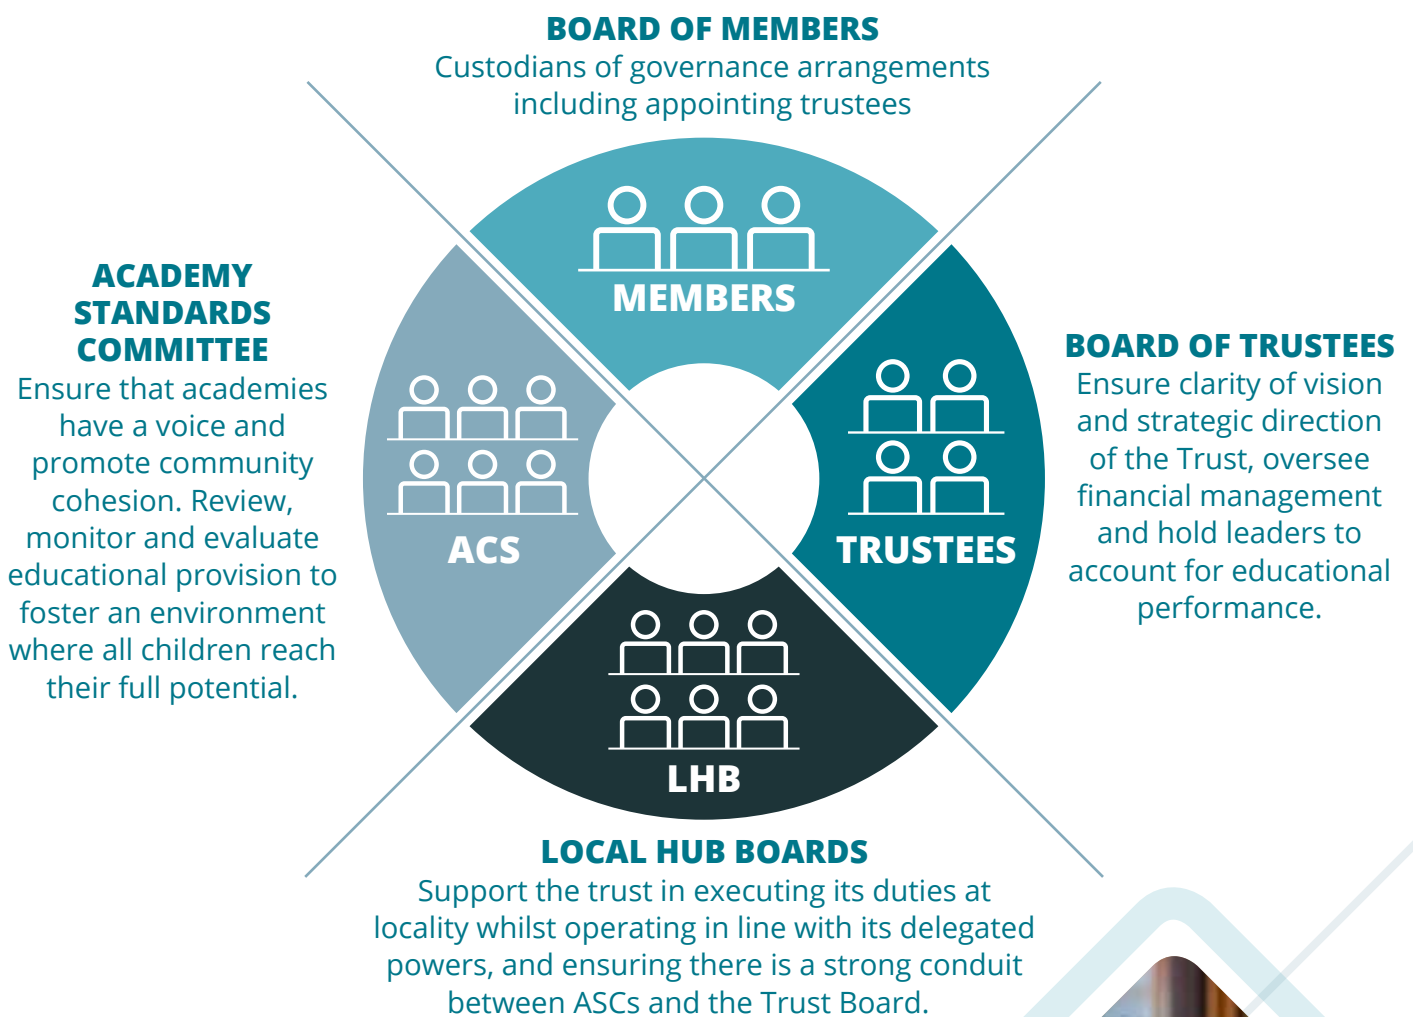 BOARD OF MEMBERS
Custodians of governance arrangements
including appointing trustees
MEMBERS
ACADEMY
STANDARDS
COMMITTEE
Ensure that academies
have a voice and
promote community
cohesion. Review,
monitor and evaluate
educational provision to
foster an environment
where all children reach
their full potential.
ACS
TRUSTEES
BOARD OF TRUSTEES
Ensure clarity of vision
and strategic direction
of the Trust, oversee
financial management
and hold leaders to
account for educational
performance.
LHB
LOCAL HUB BOARDS
Support the trust in executing its duties at
locality whilst operating in line with its delegated
powers, and ensuring there is a strong conduit
between ASCs and the Trust Board.